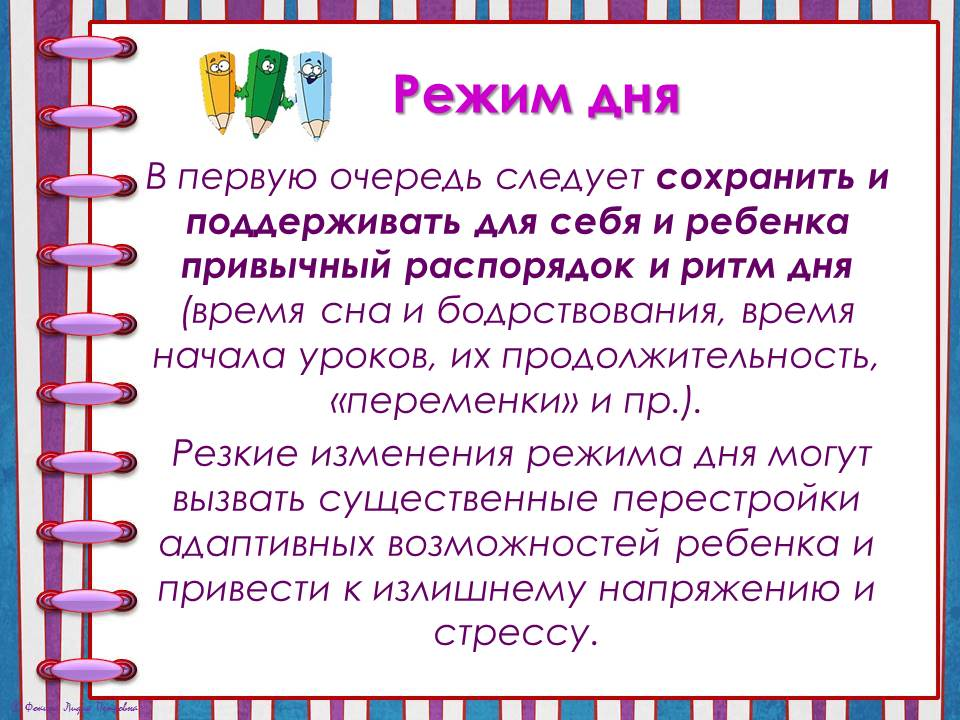 Режим дня
В первую очередь следует сохранить и
поддерживать для себя и ребенка
привычный распорядок и ритм дня
(время сна и бодрствования, время
начала уроков, их продолжительность,
«переменки» и пр.).
Резкие изменения режима дня могут
вызвать существенные перестройки
адаптивных возможностей ребенка и
привести к излишнему напряжению и
стрессу.
Лидия Петровна